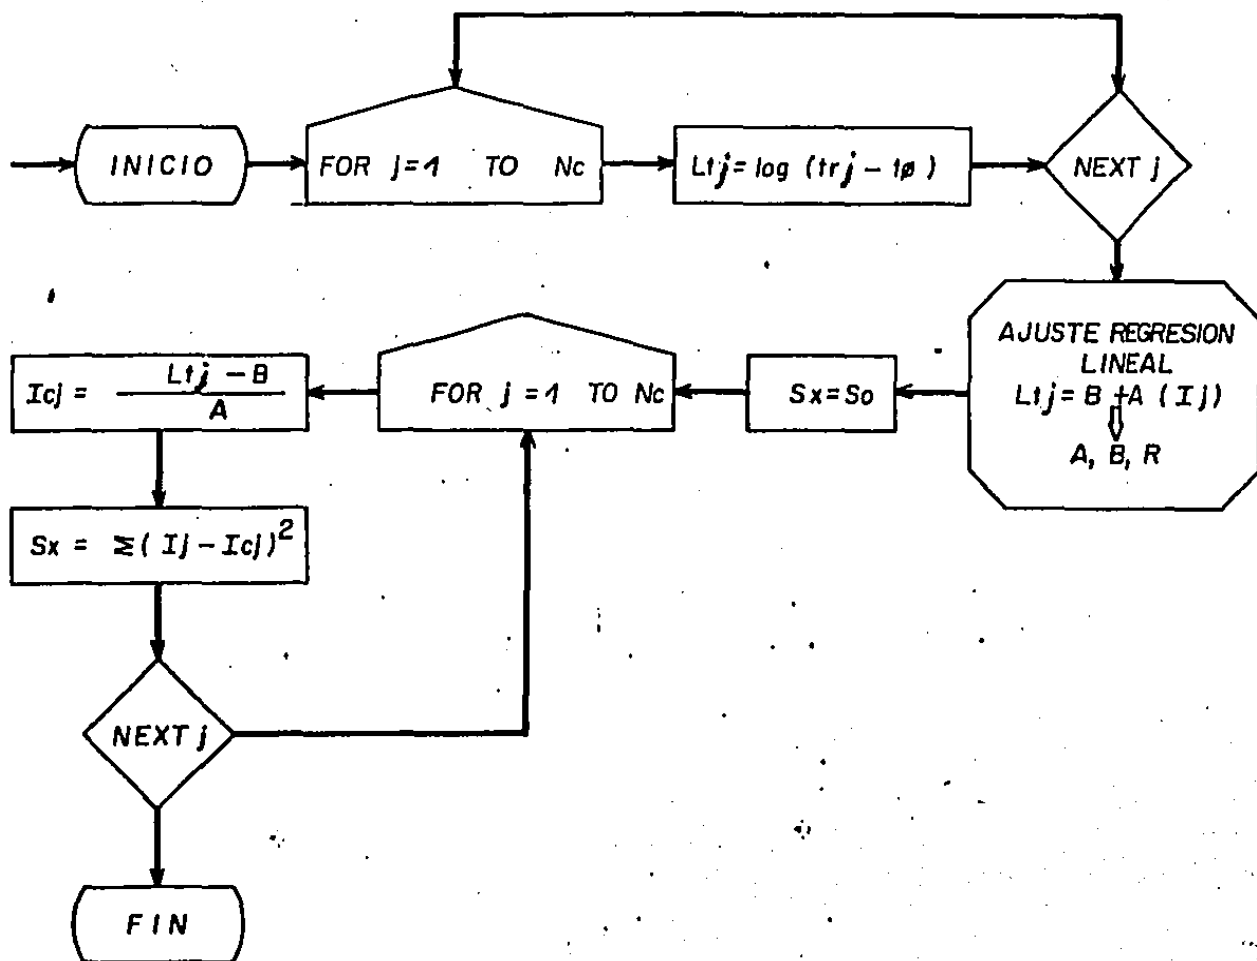 INICIO
FOR j=1 TO Nc
Ltj = log (trj - tø)
NEXT j
AJUSTE REGRESION
LINEAL
Ltj = B + A (Ij)
⇓
A, B, R
Sx = So
FOR j = 1 TO Nc
Icj = (Ltj - B) / A
Sx = Σ( Ij - Icj)²
NEXT j
FIN